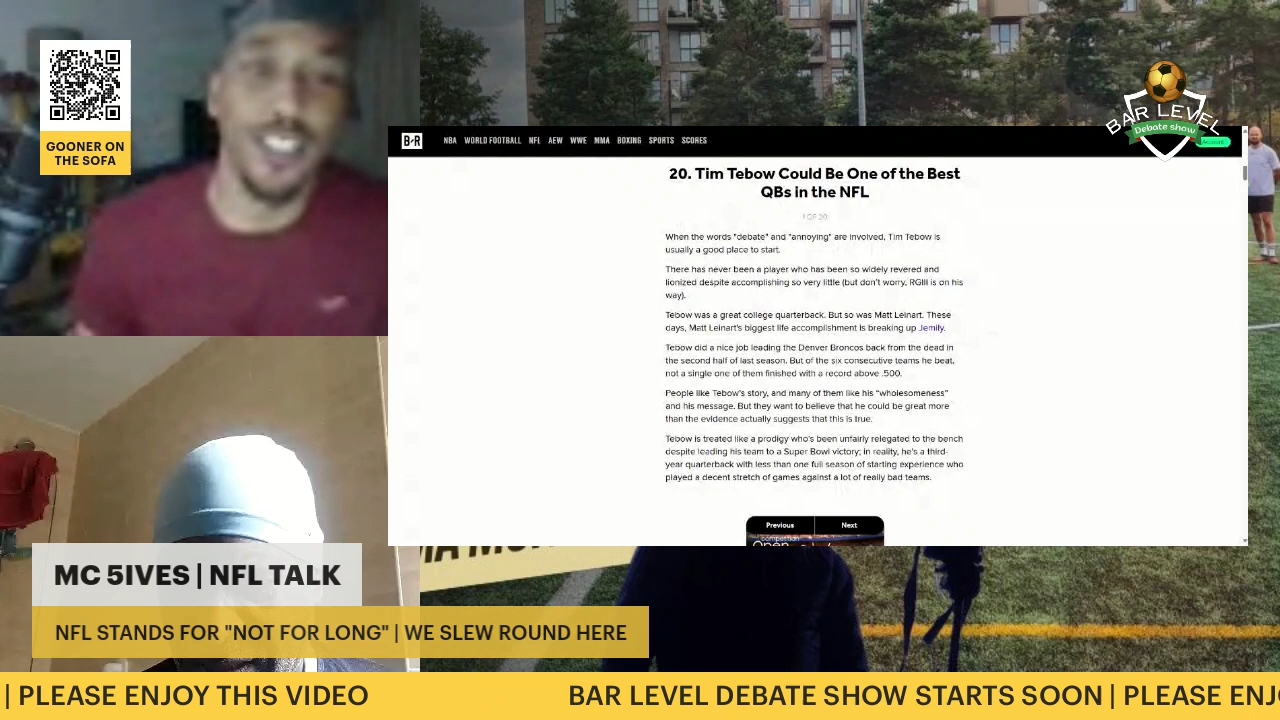 GOONER ON
THE SOFA
BAR LEVEL
Debate show
Account
B/R
NBA WORLD FOOTBALL NFL AEW WWE MMA BOXING SPORTS SCORES
20. Tim Tebow Could Be One of the Best
QBs in the NFL
1 OF 20
When the words "debate" and "annoying" are involved, Tim Tebow is
usually a good place to start.
There has never been a player who has been so widely revered and
lionized despite accomplishing so very little (but don't worry, RGIII is on his
way).
Tebow was a great college quarterback. But so was Matt Leinart. These
days, Matt Leinart's biggest life accomplishment is breaking up Jemily.
Tebow did a nice job leading the Denver Broncos back from the dead in
the second half of last season. But of the six consecutive teams he beat,
not a single one of them finished with a record above .500.
People like Tebow's story, and many of them like his "wholesomeness"
and his message. But they want to believe that he could be great more
than the evidence actually suggests that this is true.
Tebow is treated like a prodigy who's been unfairly relegated to the bench
despite leading his team to a Super Bowl victory; in reality, he's a third-
year quarterback with less than one full season of starting experience who
played a decent stretch of games against a lot of really bad teams.
Previous Next
competition
MC 5IVES | NFL TALK
NFL STANDS FOR "NOT FOR LONG" | WE SLEW ROUND HERE
| PLEASE ENJOY THIS VIDEO BAR LEVEL DEBATE SHOW STARTS SOON | PLEASE ENJ